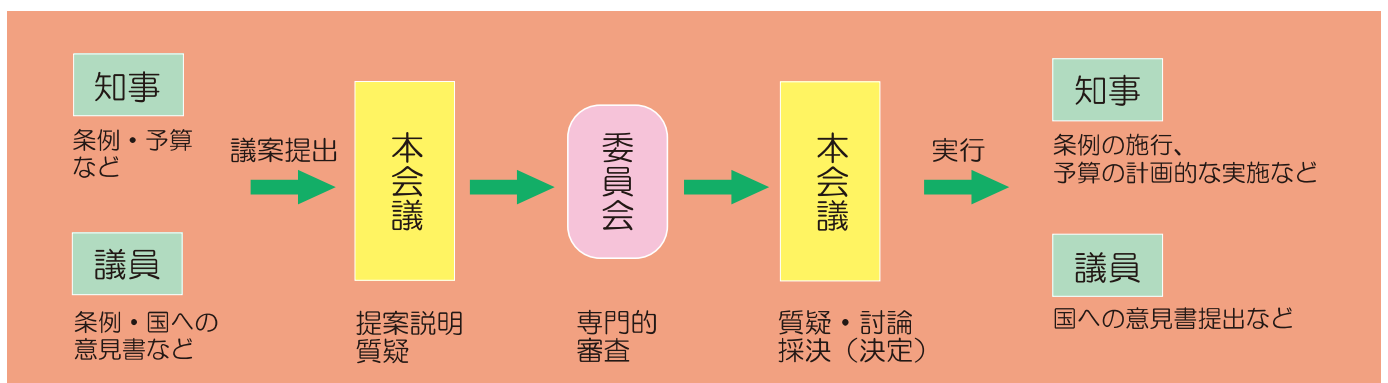 知事
条例・予算
など
議員
条例・国への
意見書など
議案提出
本会議
提案説明
質疑
委員会
専門的
審査
本会議
質疑・討論
採決（決定）
実行
知事
条例の施行、
予算の計画的な実施など
議員
国への意見書提出など